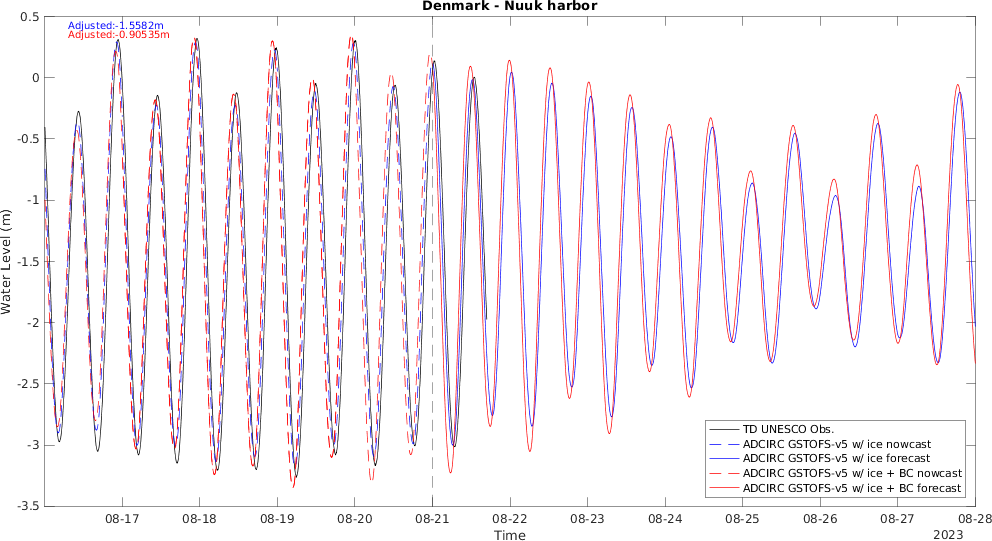 Denmark - Nuuk harbor
Adjusted:-1.5582m
Adjusted:-0.90535m
0.5
0
-0.5
-1
-1.5
-2
-2.5
-3
-3.5
Water Level (m)
TD UNESCO Obs.
ADCIRC GSTOFS-v5 w/ ice nowcast
ADCIRC GSTOFS-v5 w/ ice forecast
ADCIRC GSTOFS-v5 w/ ice + BC nowcast
ADCIRC GSTOFS-v5 w/ ice + BC forecast
08-17 08-18 08-19 08-20 08-21 08-22 08-23 08-24 08-25 08-26 08-27 08-28
Time
2023